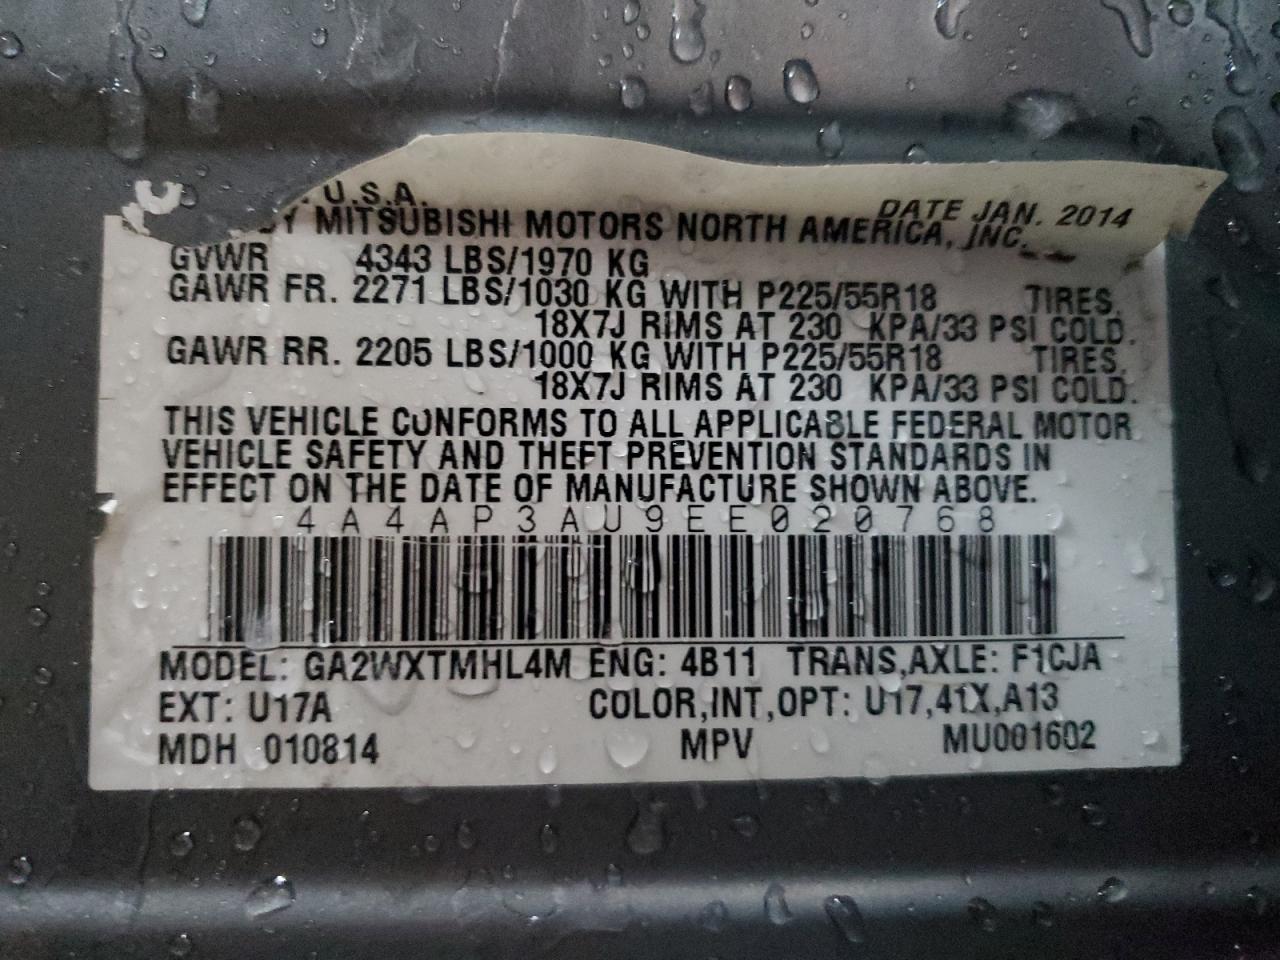 U.S.A.
DATE JAN. 2014
BY MITSUBISHI MOTORS NORTH AMERICA, INC.
GVWR 4343 LBS/1970 KG
GAWR FR. 2271 LBS/1030 KG WITH P225/55R18 TIRES.
18X7J RIMS AT 230 KPA/33 PSI COLD.
GAWR RR. 2205 LBS/1000 KG WITH P225/55R18 TIRES.
18X7J RIMS AT 230 KPA/33 PSI COLD.
THIS VEHICLE CONFORMS TO ALL APPLICABLE FEDERAL MOTOR
VEHICLE SAFETY AND THEFT PREVENTION STANDARDS IN
EFFECT ON THE DATE OF MANUFACTURE SHOWN ABOVE.
4A4AP3AU9EE020768
MODEL: GA2WXTMHL4M ENG: 4B11 TRANS,AXLE: F1CJA
EXT: U17A COLOR,INT,OPT: U17,41X,A13
MDH 010814 MPV MU001602